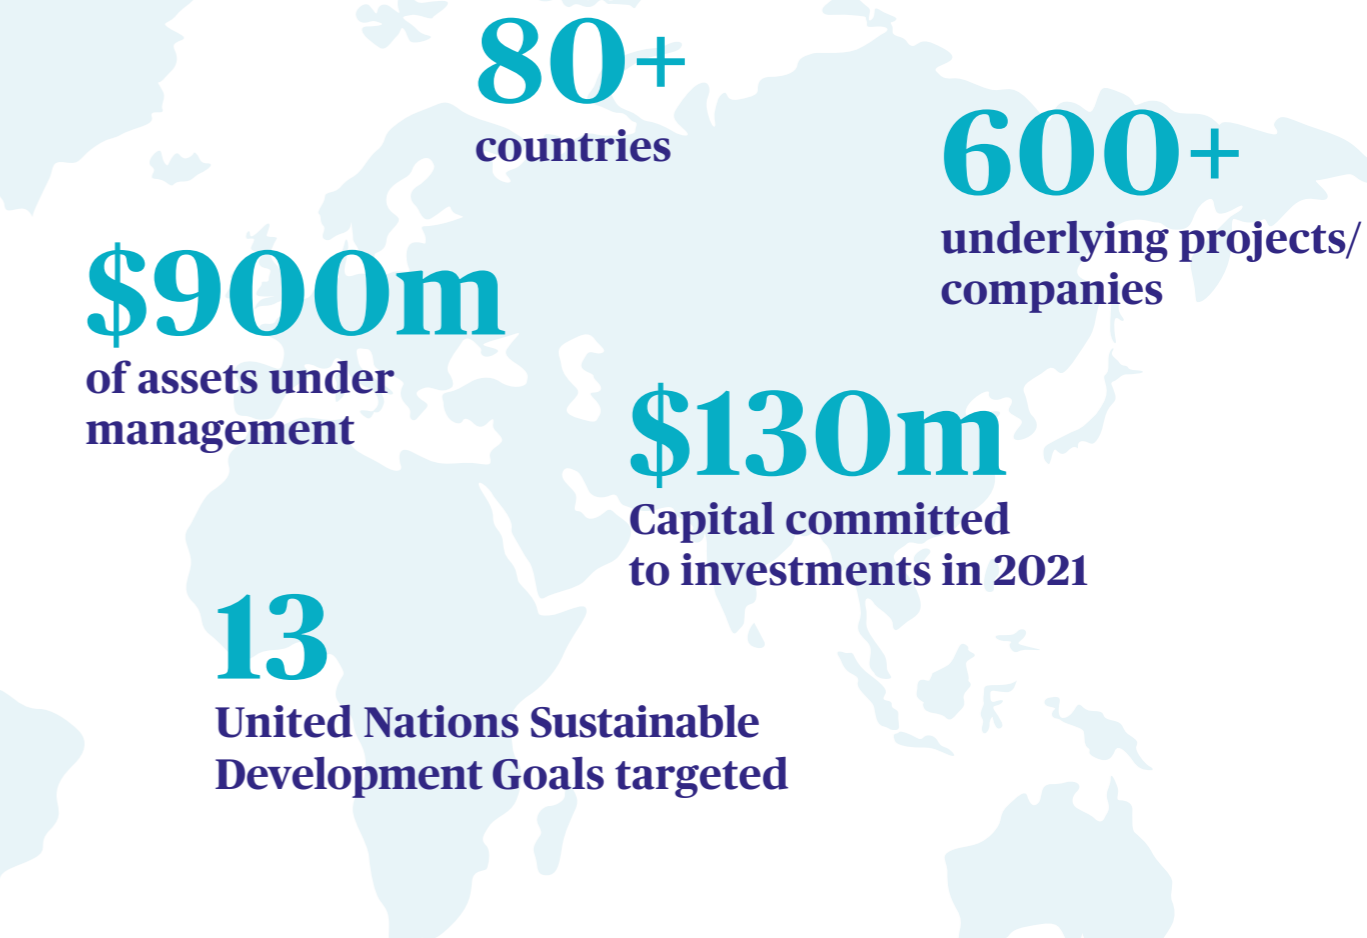 80+
countries
600+
underlying projects/
companies
$900m
of assets under
management
$130m
Capital committed
to investments in 2021
13
United Nations Sustainable
Development Goals targeted